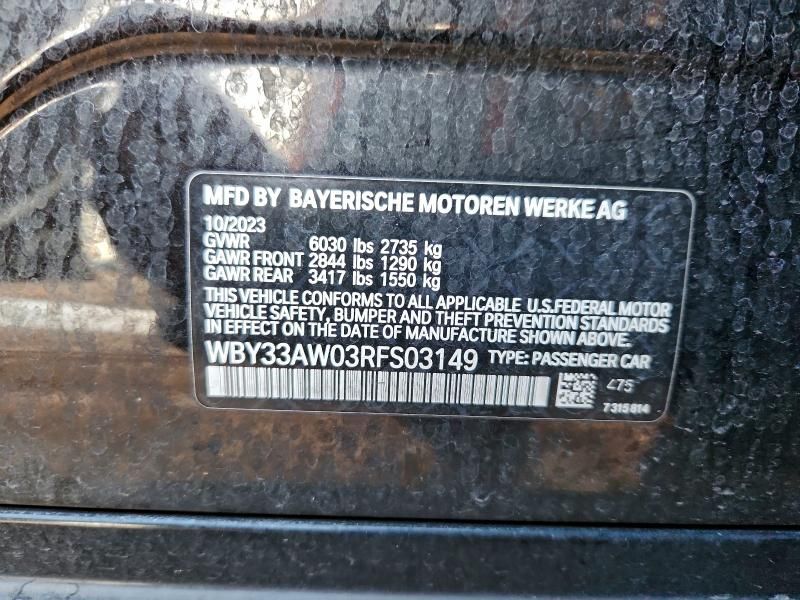 MFD BY BAYERISCHE MOTOREN WERKE AG
10/2023
GVWR 6030 lbs 2735 kg
GAWR FRONT 2844 lbs 1290 kg
GAWR REAR 3417 lbs 1550 kg
THIS VEHICLE CONFORMS TO ALL APPLICABLE U.S.FEDERAL MOTOR
VEHICLE SAFETY, BUMPER AND THEFT PREVENTION STANDARDS
IN EFFECT ON THE DATE OF MANUFACTURE SHOWN ABOVE.
WBY33AW03RFS03149 TYPE: PASSENGER CAR
475
7315814